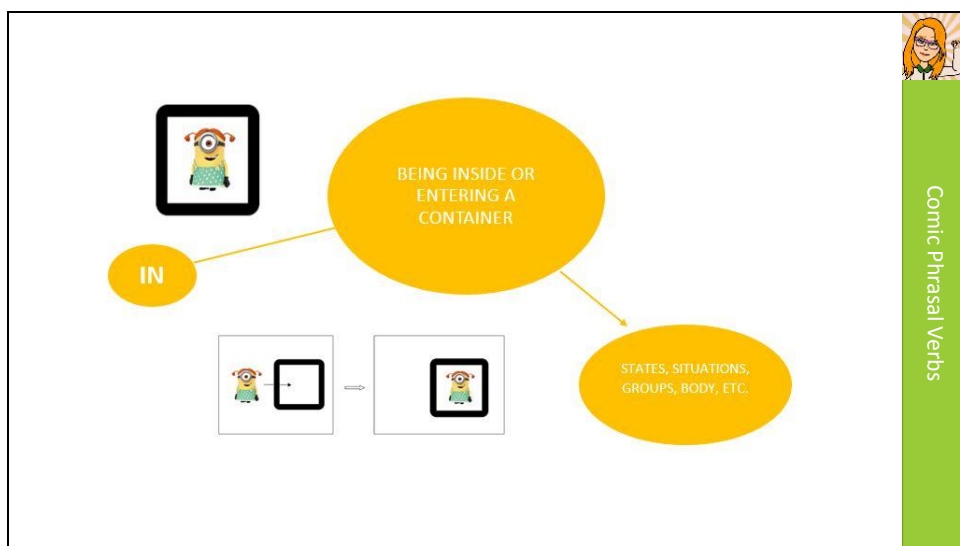 BEING INSIDE OR
ENTERING A
CONTAINER
IN
STATES, SITUATIONS,
GROUPS, BODY, ETC.
Comic Phrasal Verbs